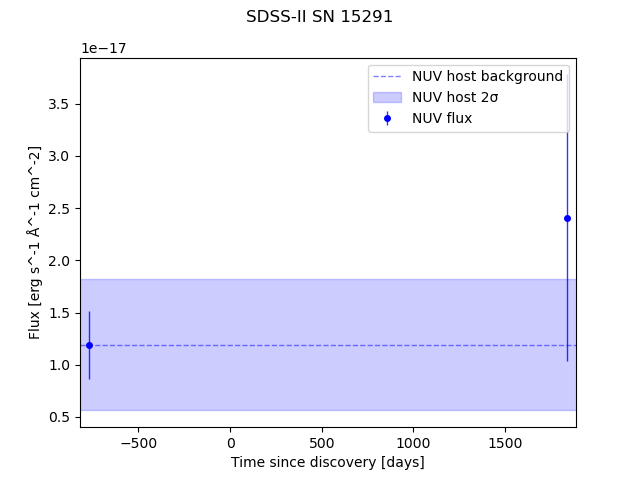 SDSS-II SN 15291
1e−17
NUV host background
NUV host 2σ
NUV flux
3.5
3.0
2.5
2.0
1.5
1.0
0.5
Flux [erg s^-1 Å^-1 cm^-2]
−500
0
500
1000
1500
Time since discovery [days]